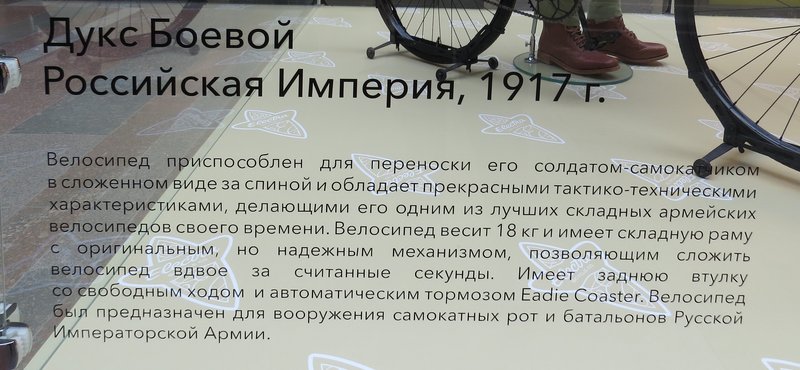 Дукс Боевой
Российская Империя, 1917 г.
Велосипед приспособлен для переноски его солдатом-самокатчиком
в сложенном виде за спиной и обладает прекрасными тактико-техническими
характеристиками, делающими его одним из лучших складных армейских
велосипедов своего времени. Велосипед весит 18 кг и имеет складную раму
с оригинальным, но надежным механизмом, позволяющим сложить
велосипед вдвое за считанные секунды. Имеет заднюю втулку
со свободным ходом и автоматическим тормозом Eadie Coaster. Велосипед
был предназначен для вооружения самокатных рот и батальонов Русской
Императорской Армии.